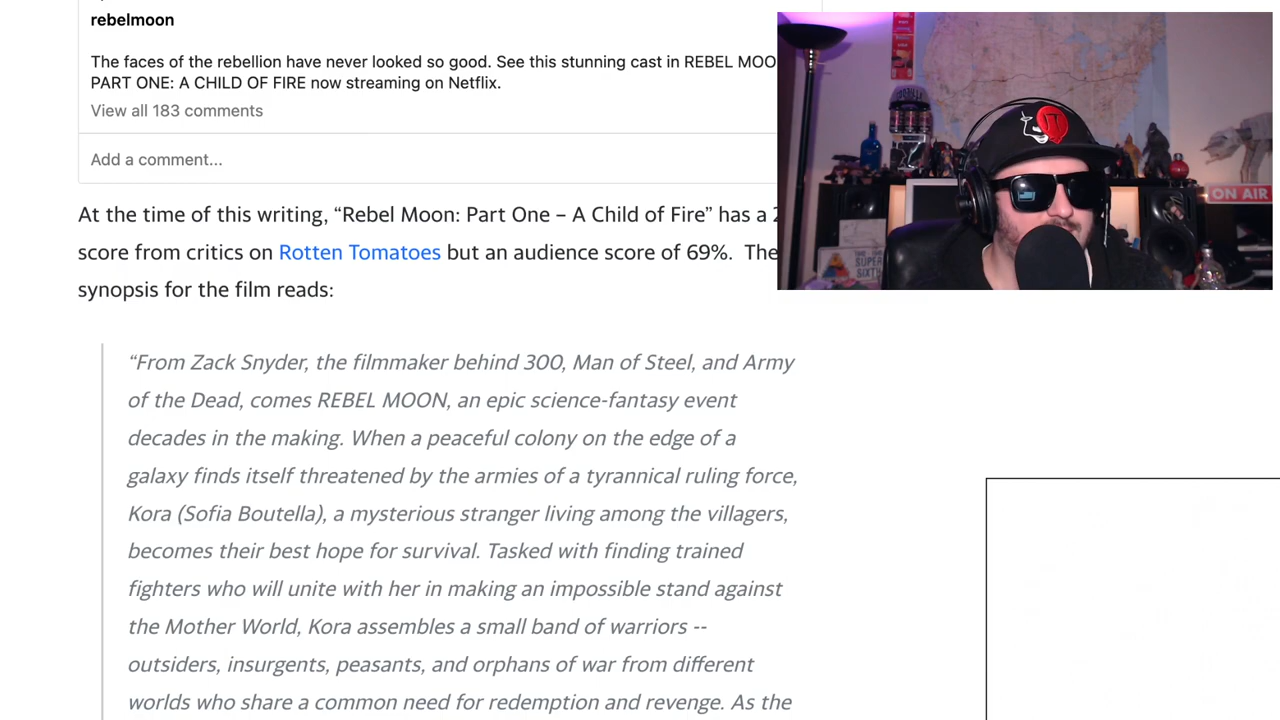 rebelmoon
The faces of the rebellion have never looked so good. See this stunning cast in REBEL MOO
PART ONE: A CHILD OF FIRE now streaming on Netflix.
View all 183 comments
Add a comment...
At the time of this writing, “Rebel Moon: Part One – A Child of Fire” has a 2
score from critics on Rotten Tomatoes but an audience score of 69%. The
synopsis for the film reads:
“From Zack Snyder, the filmmaker behind 300, Man of Steel, and Army
of the Dead, comes REBEL MOON, an epic science-fantasy event
decades in the making. When a peaceful colony on the edge of a
galaxy finds itself threatened by the armies of a tyrannical ruling force,
Kora (Sofia Boutella), a mysterious stranger living among the villagers,
becomes their best hope for survival. Tasked with finding trained
fighters who will unite with her in making an impossible stand against
the Mother World, Kora assembles a small band of warriors --
outsiders, insurgents, peasants, and orphans of war from different
worlds who share a common need for redemption and revenge. As the
ON AIR
SUPER
SIXTY